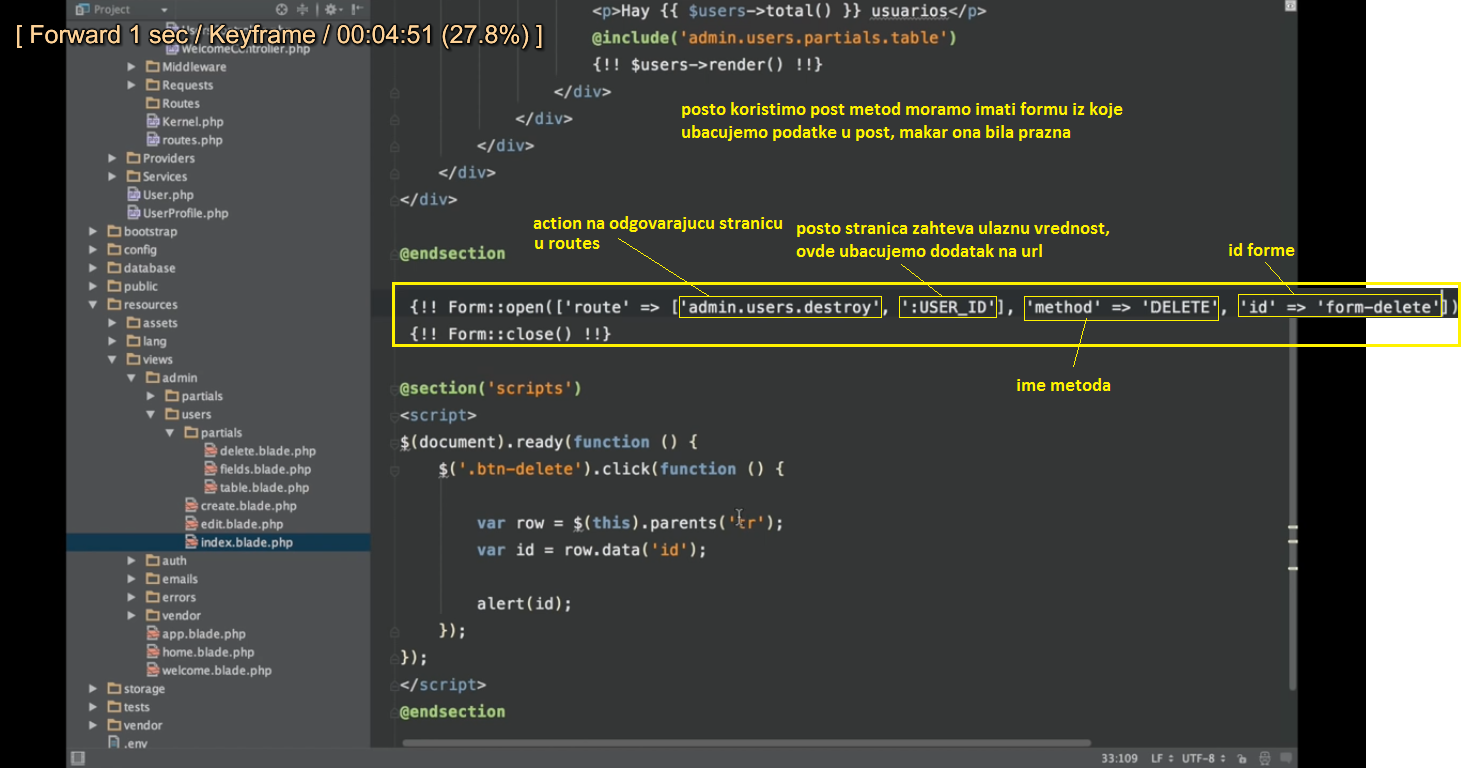 Project
[ Forward 1 sec / Keyframe / 00:04:51 (27.8%) ]
WelcomeController.php
Middleware
Requests
Routes
Kernel.php
routes.php
Providers
Services
User.php
UserProfile.php
bootstrap
config
database
public
resources
assets
lang
views
admin
partials
users
partials
delete.blade.php
fields.blade.php
table.blade.php
create.blade.php
edit.blade.php
index.blade.php
auth
emails
errors
vendor
app.blade.php
home.blade.php
welcome.blade.php
storage
tests
vendor
.env
<p>Hay {{ $users->total() }} usuarios</p>
@include('admin.users.partials.table')
{!! $users->render() !!}
</div>
</div>
</div>
</div>
</div>
posto koristimo post metod moramo imati formu iz koje
ubacujemo podatke u post, makar ona bila prazna
action na odgovarajucu stranicu
u routes
posto stranica zahteva ulaznu vrednost,
ovde ubacujemo dodatak na url
id forme
@endsection
{!! Form::open(['route' => ['admin.users.destroy', ':USER_ID'], 'method' => 'DELETE', 'id' => 'form-delete'])
{!! Form::close() !!}
ime metoda
@section('scripts')
<script>
$(document).ready(function () {
$('.btn-delete').click(function () {
var row = $(this).parents('tr');
var id = row.data('id');
alert(id);
});
});
</script>
@endsection
33:109 LF UTF-8